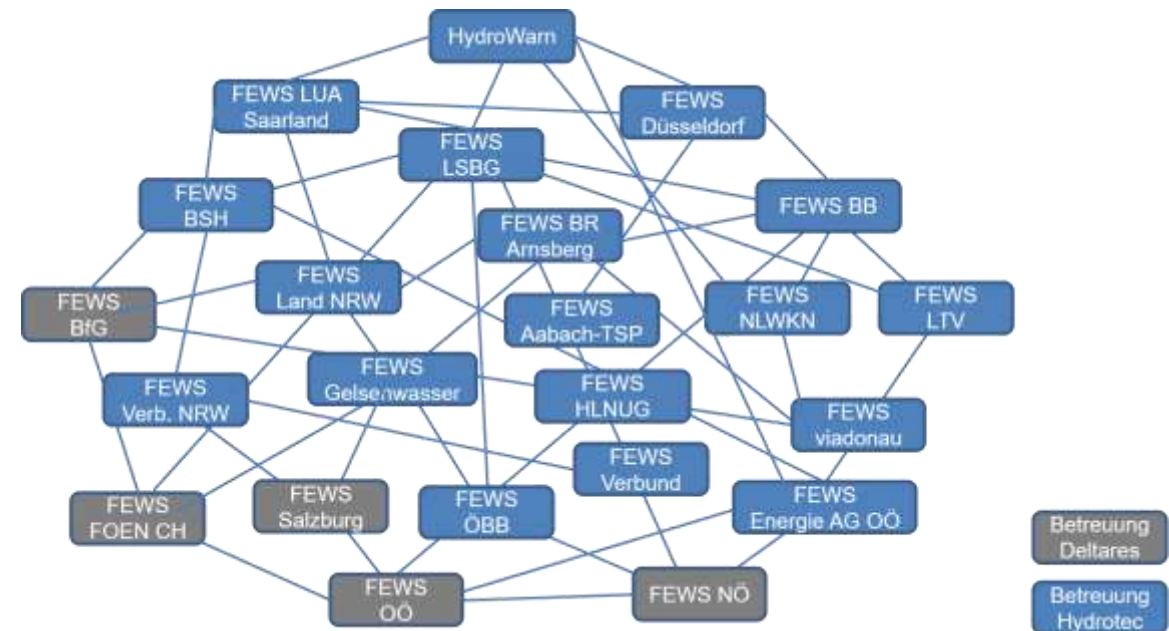 HydroWarn
FEWS LUA
Saarland
FEWS
Düsseldorf
FEWS
LSBG
FEWS
BSH
FEWS BB
FEWS BR
Arnsberg
FEWS
Land NRW
FEWS
BfG
FEWS
Aabach-TSP
FEWS
NLWKN
FEWS
LTV
FEWS
Gelsenwasser
FEWS
Verb. NRW
FEWS
HLNUG
FEWS
viadonau
FEWS
Verbund
FEWS
FOEN CH
FEWS
Salzburg
FEWS
ÖBB
FEWS
Energie AG OÖ
FEWS
OÖ
FEWS NÖ
Betreuung
Deltares
Betreuung
Hydrotec